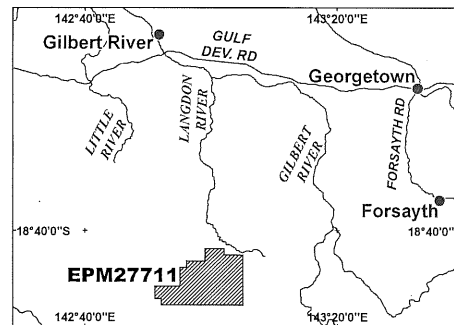 142°40'0"E
143°20'0"E
Gilbert River
GULF
DEV. RD
Georgetown
LITTLE
RIVER
LANGDON
RIVER
GILBERT
RIVER
FORSAYTH RD
Forsayth
18°40'0"S
18°40'0"
EPM27711
142°40'0"E
143°20'0"E